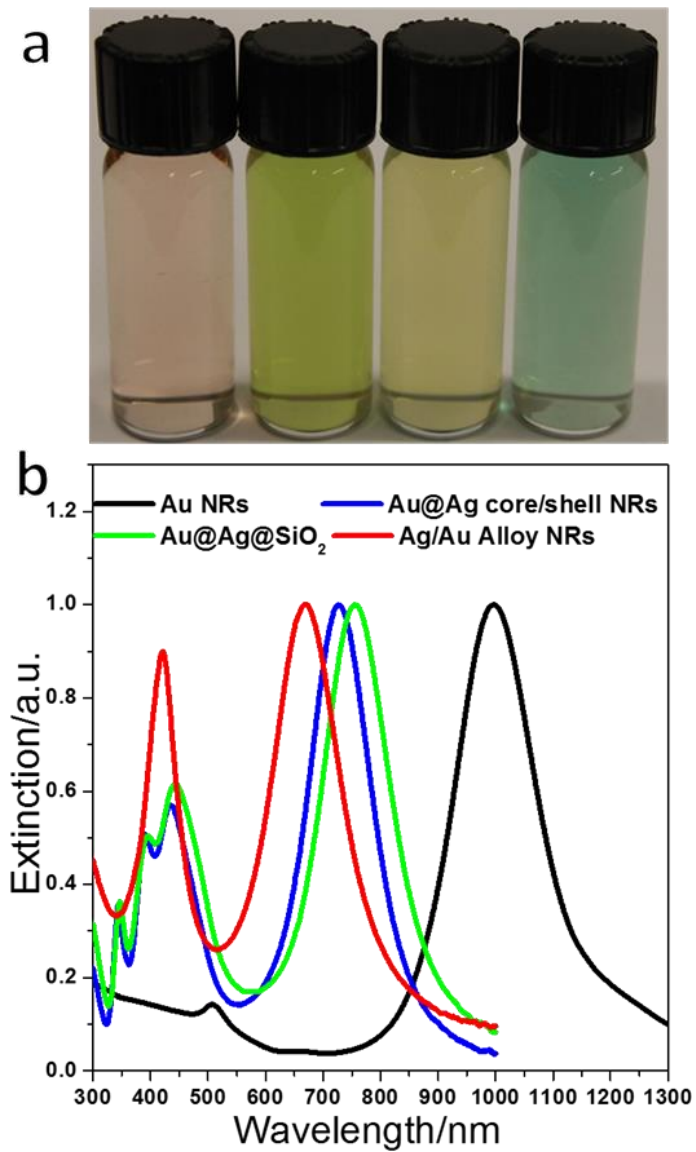 a
b
Au NRs
Au@Ag core/shell NRs
Au@Ag@SiO₂
Ag/Au Alloy NRs
1.2
1.0
0.8
0.6
0.4
0.2
0.0
Extinction/a.u.
300 400 500 600 700 800 900 1000 1100 1200 1300
Wavelength/nm